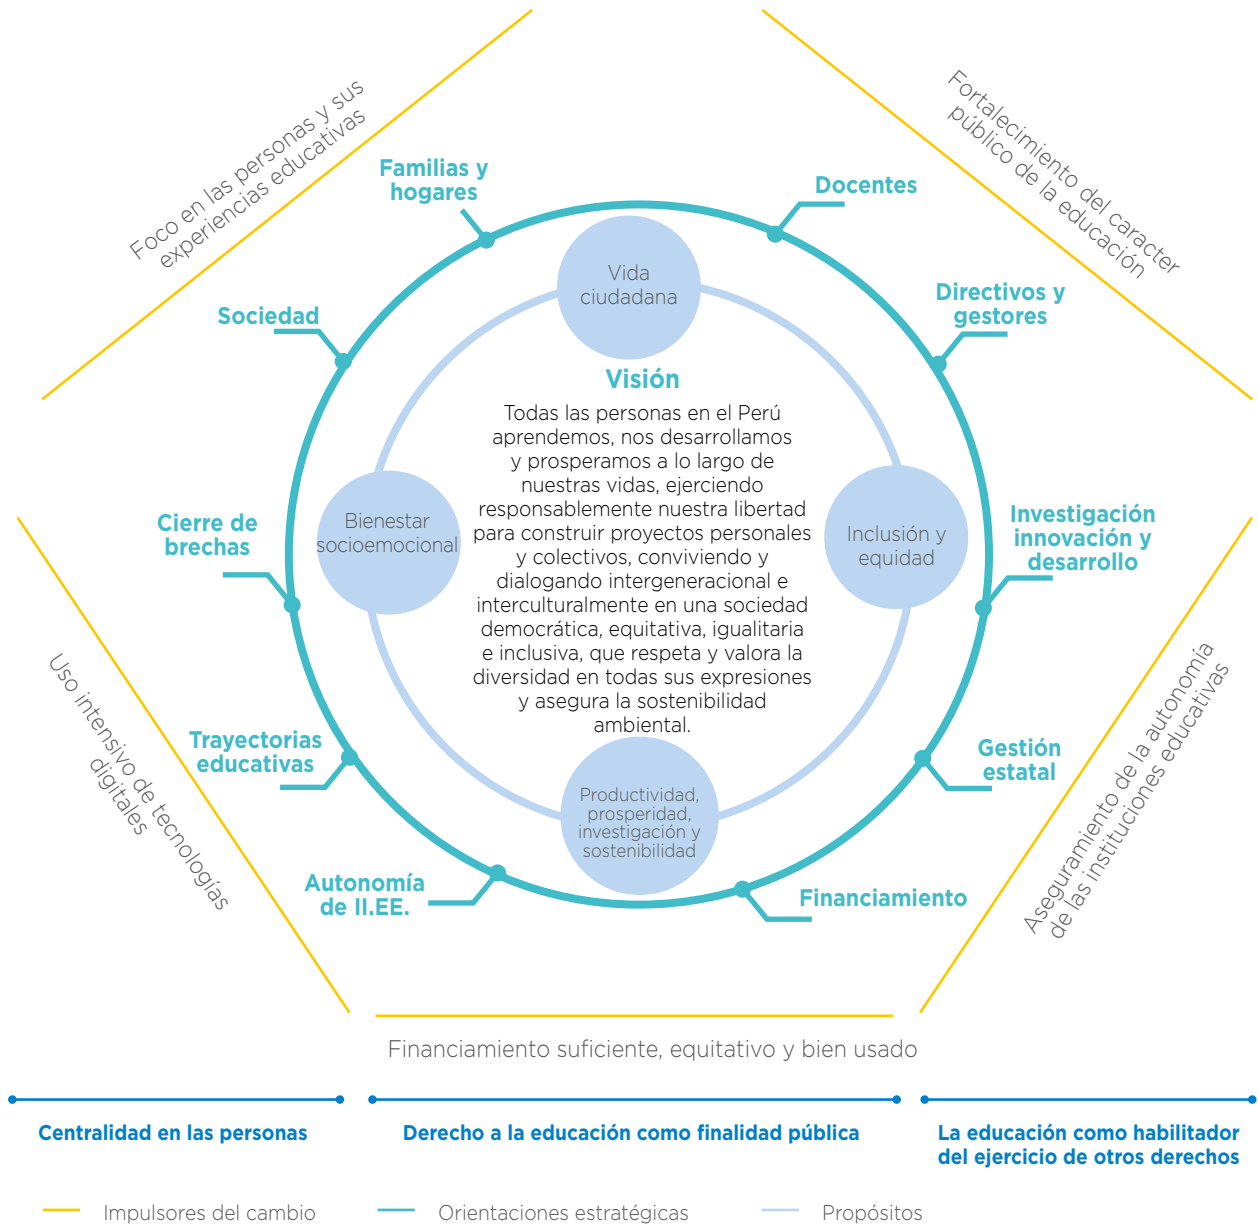 Foco en las personas y sus
experiencias educativas
Fortalecimiento del caracter
público de la educación
Familias y
hogares
Docentes
Sociedad
Directivos y
gestores
Vida
ciudadana
Visión
Todas las personas en el Perú
aprendemos, nos desarrollamos
y prosperamos a lo largo de
nuestras vidas, ejerciendo
responsablemente nuestra libertad
para construir proyectos personales
y colectivos, conviviendo y
dialogando intergeneracional e
interculturalmente en una sociedad
democrática, equitativa, igualitaria
e inclusiva, que respeta y valora la
diversidad en todas sus expresiones
y asegura la sostenibilidad
ambiental.
Bienestar
socioemocional
Inclusión y
equidad
Productividad,
prosperidad,
investigación y
sostenibilidad
Cierre de
brechas
Investigación
innovación y
desarrollo
Trayectorias
educativas
Gestión
estatal
Autonomía
de II.EE.
Financiamiento
Uso intensivo de tecnologías
digitales
Aseguramiento de la autonomía
de las instituciones educativas
Financiamiento suficiente, equitativo y bien usado
Centralidad en las personas
Derecho a la educación como finalidad pública
La educación como habilitador
del ejercicio de otros derechos
Impulsores del cambio
Orientaciones estratégicas
Propósitos